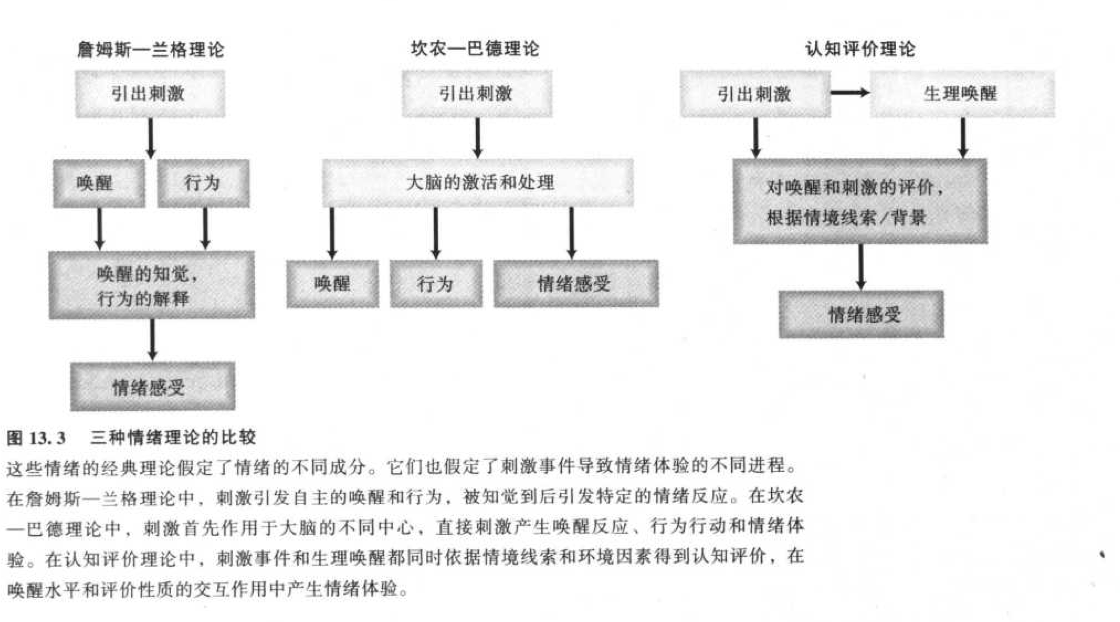 詹姆斯—兰格理论
引出刺激
唤醒
行为
唤醒的知觉，
行为的解释
情绪感受
坎农—巴德理论
引出刺激
大脑的激活和处理
唤醒
行为
情绪感受
认知评价理论
引出刺激
生理唤醒
对唤醒和刺激的评价，
根据情境线索/背景
情绪感受
图 13.3 三种情绪理论的比较
这些情绪的经典理论假定了情绪的不同成分。它们也假定了刺激事件导致情绪体验的不同进程。
在詹姆斯—兰格理论中，刺激引发自主的唤醒和行为，被知觉到后引发特定的情绪反应。在坎农
—巴德理论中，刺激首先作用于大脑的不同中心，直接刺激产生唤醒反应、行为行动和情绪体
验。在认知评价理论中，刺激事件和生理唤醒都同时依据情境线索和环境因素得到认知评价，在
唤醒水平和评价性质的交互作用中产生情绪体验。